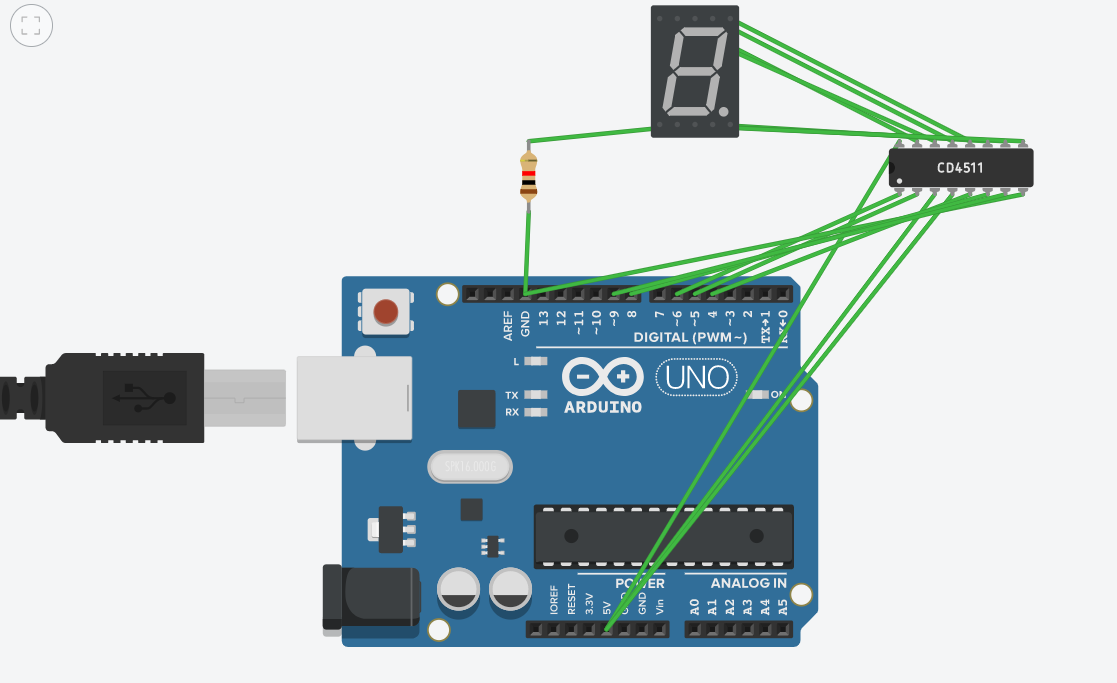 CD4511
AREF
GND
13
12
~11
~10
~9
8
7
~6
~5
4
~3
2
TX→1
RX←0
DIGITAL (PWM~)
L
TX
RX
ARDUINO
UNO
ON
SPK16.000G
POWER
ANALOG IN
IOREF
RESET
3.3V
5V
GND
Vin
A0
A1
A2
A3
A4
A5